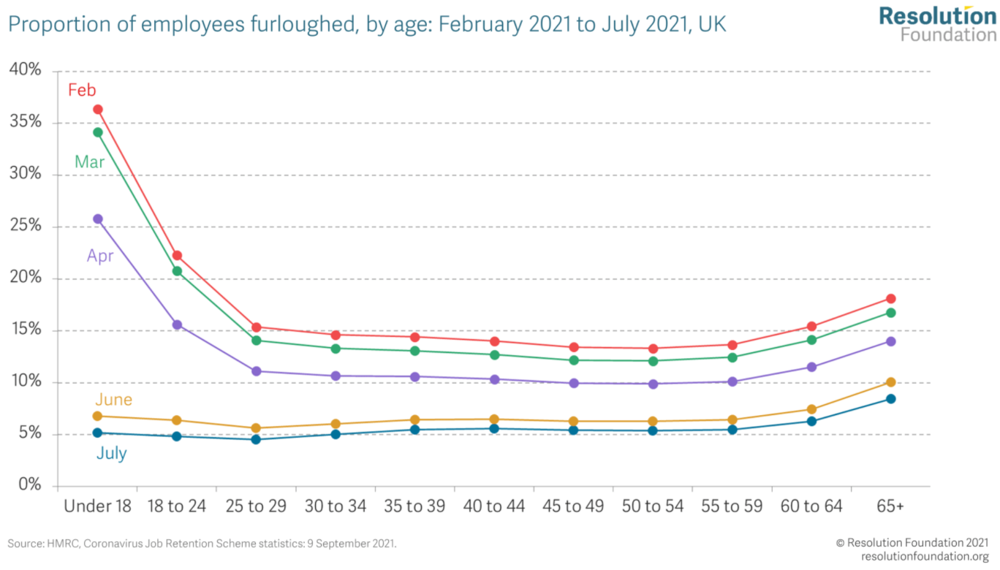 Proportion of employees furloughed, by age: February 2021 to July 2021, UK
Resolution
Foundation
40%
Feb
35%
Mar
30%
25%
Apr
20%
15%
10%
June
5%
July
0%
Under 18 18 to 24 25 to 29 30 to 34 35 to 39 40 to 44 45 to 49 50 to 54 55 to 59 60 to 64 65+
Source: HMRC, Coronavirus Job Retention Scheme statistics: 9 September 2021.
© Resolution Foundation 2021
resolutionfoundation.org